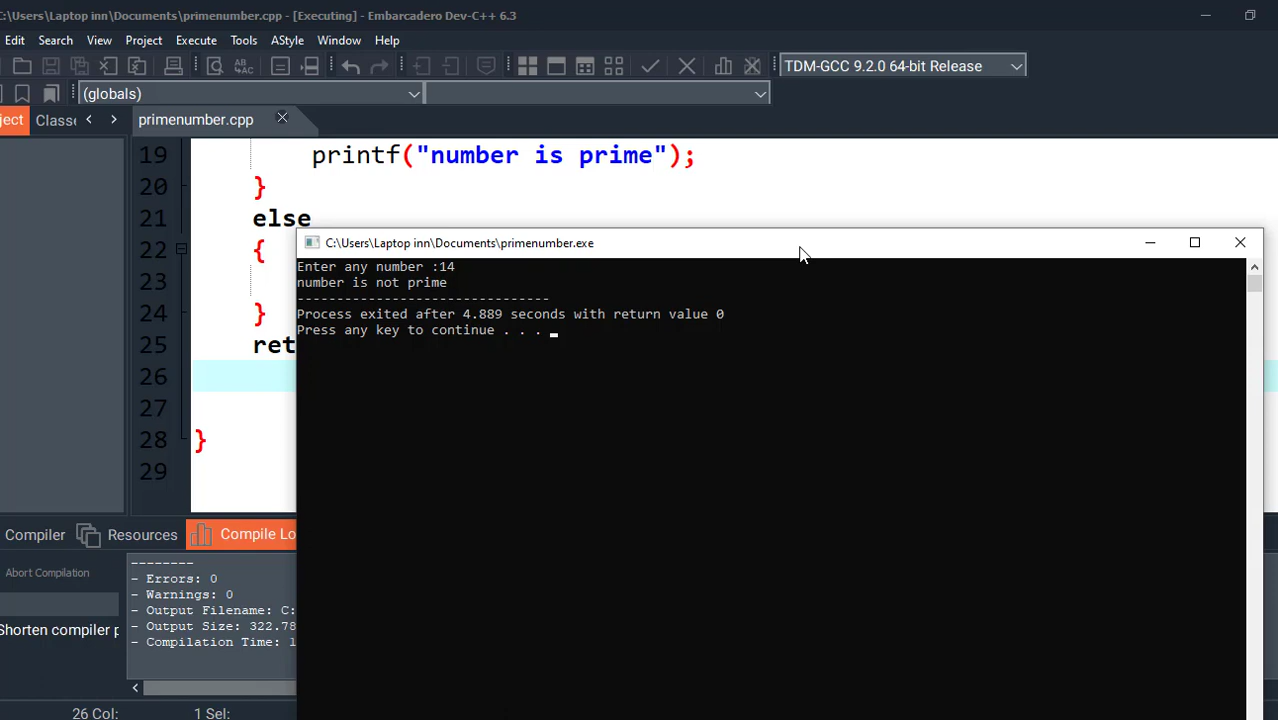 C:\Users\Laptop inn\Documents\primenumber.cpp - [Executing] - Embarcadero Dev-C++ 6.3
Edit Search View Project Execute Tools AStyle Window Help
TDM-GCC 9.2.0 64-bit Release
(globals)
ject Classe primenumber.cpp
19 printf("number is prime");
20 }
21 else
22 {
23
24 }
25 ret
26
27
28 }
29
C:\Users\Laptop inn\Documents\primenumber.exe
Enter any number :14
number is not prime
--------------------------------
Process exited after 4.889 seconds with return value 0
Press any key to continue . . .
Compiler Resources Compile Lo
Abort Compilation
Shorten compiler p
--------
- Errors: 0
- Warnings: 0
- Output Filename: C:
- Output Size: 322.78
- Compilation Time: 1
26 Col: 1 Sel: